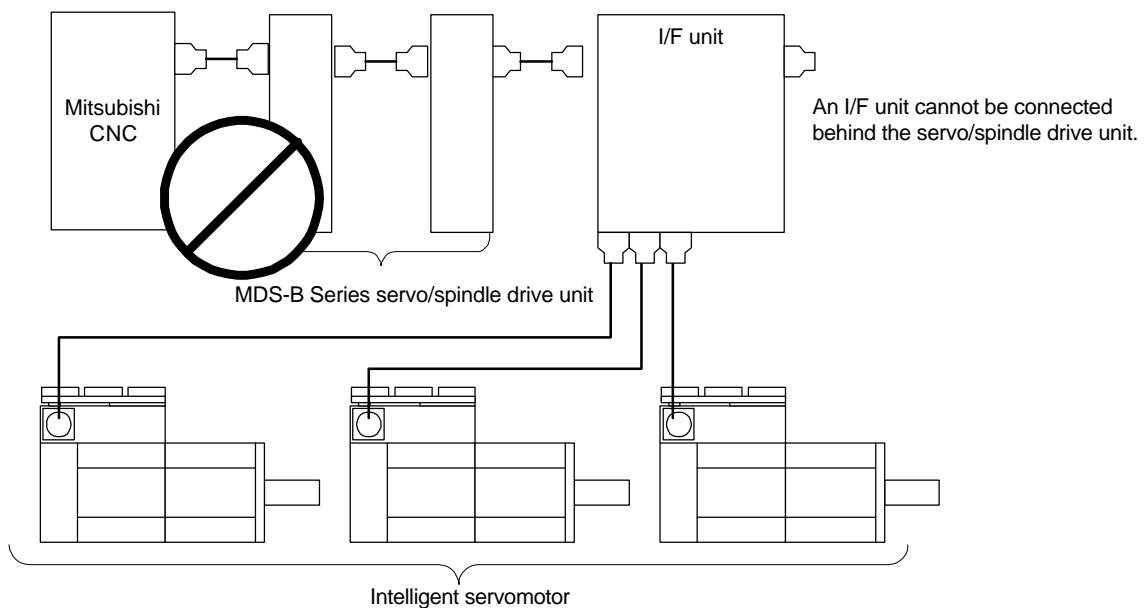 I/F unit
Mitsubishi
CNC
An I/F unit cannot be connected
behind the servo/spindle drive unit.
MDS-B Series servo/spindle drive unit
Intelligent servomotor